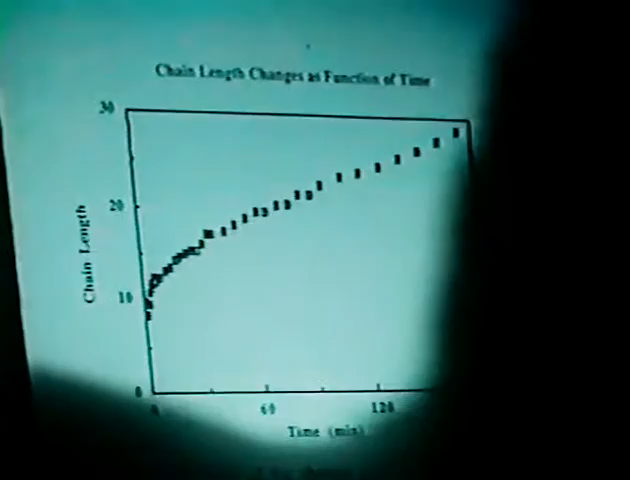 Chain Length Changes as Function of Time
30
20
Chain Length
10
0
0 60 120
Time (min)